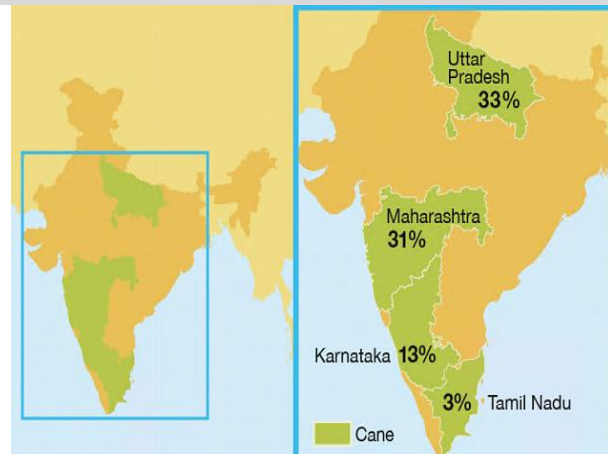 Uttar
Pradesh
33%
Maharashtra
31%
Karnataka 13%
3% Tamil Nadu
Cane